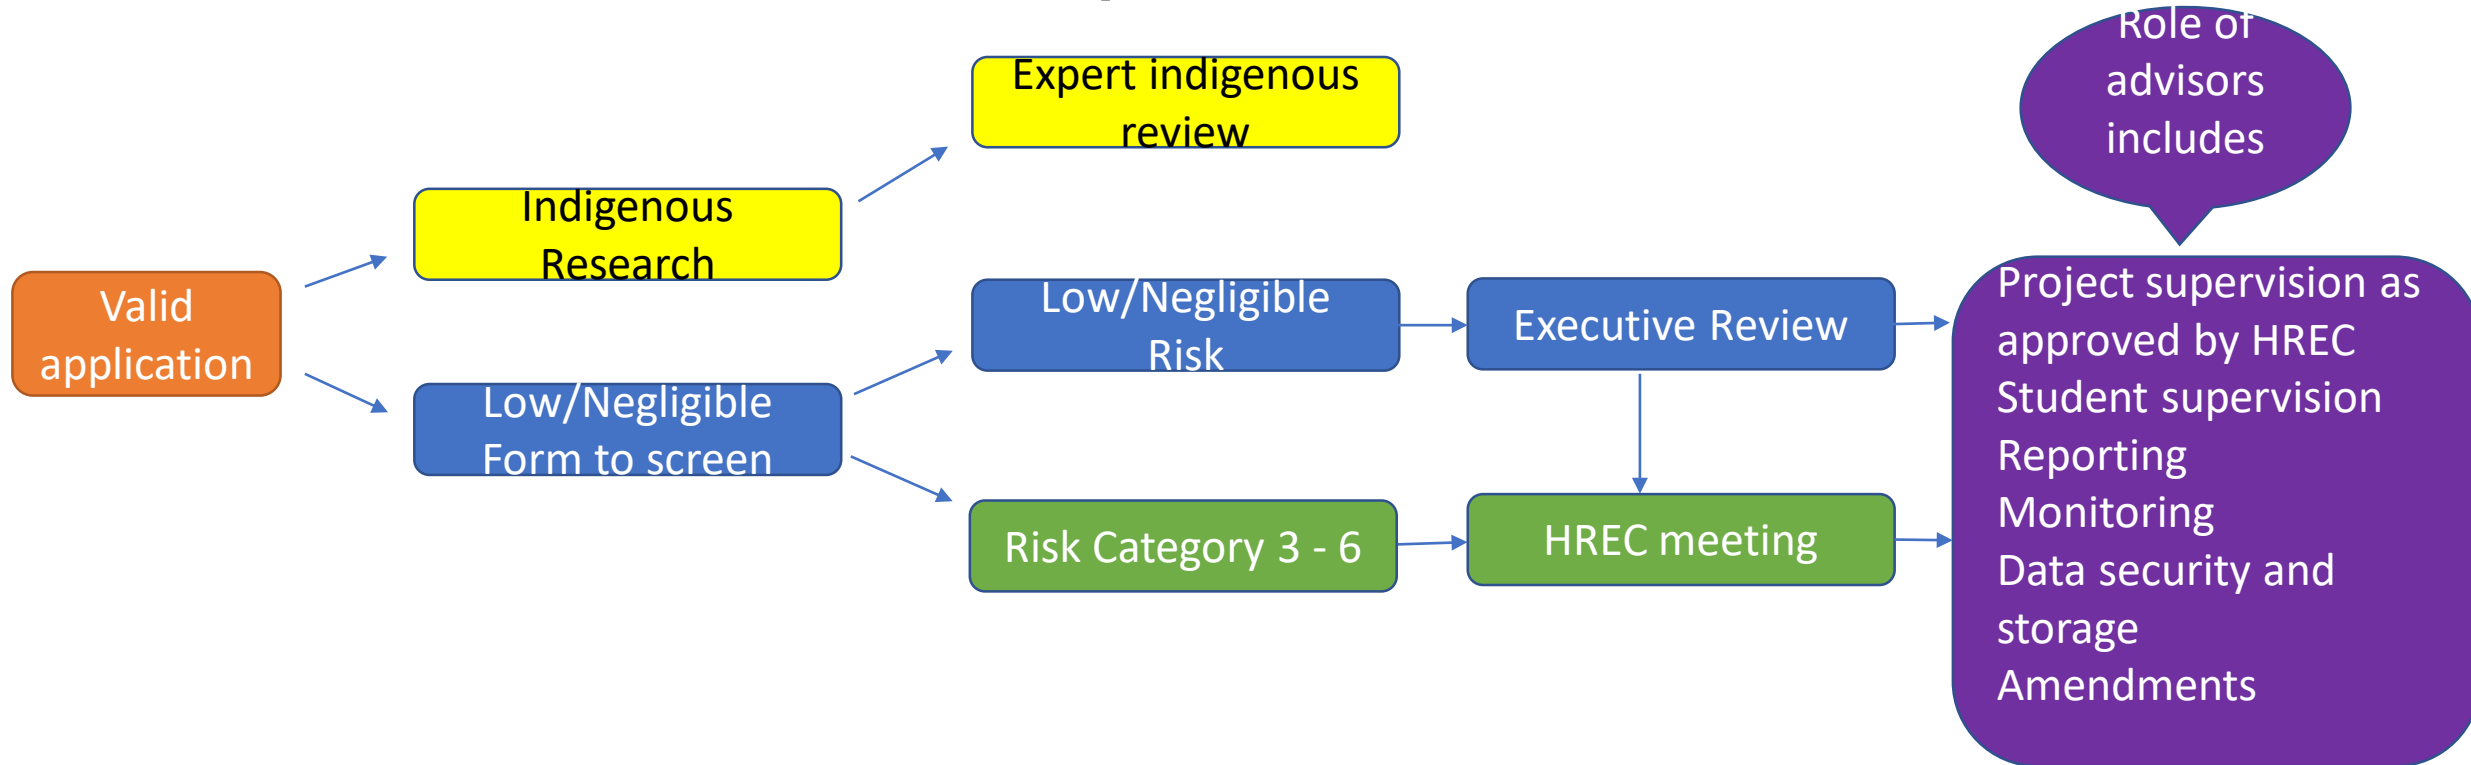 Valid
application
Indigenous
Research
Low/Negligible
Form to screen
Expert indigenous
review
Low/Negligible
Risk
Risk Category 3 - 6
Executive Review
HREC meeting
Role of
advisors
includes
Project supervision as
approved by HREC
Student supervision
Reporting
Monitoring
Data security and
storage
Amendments